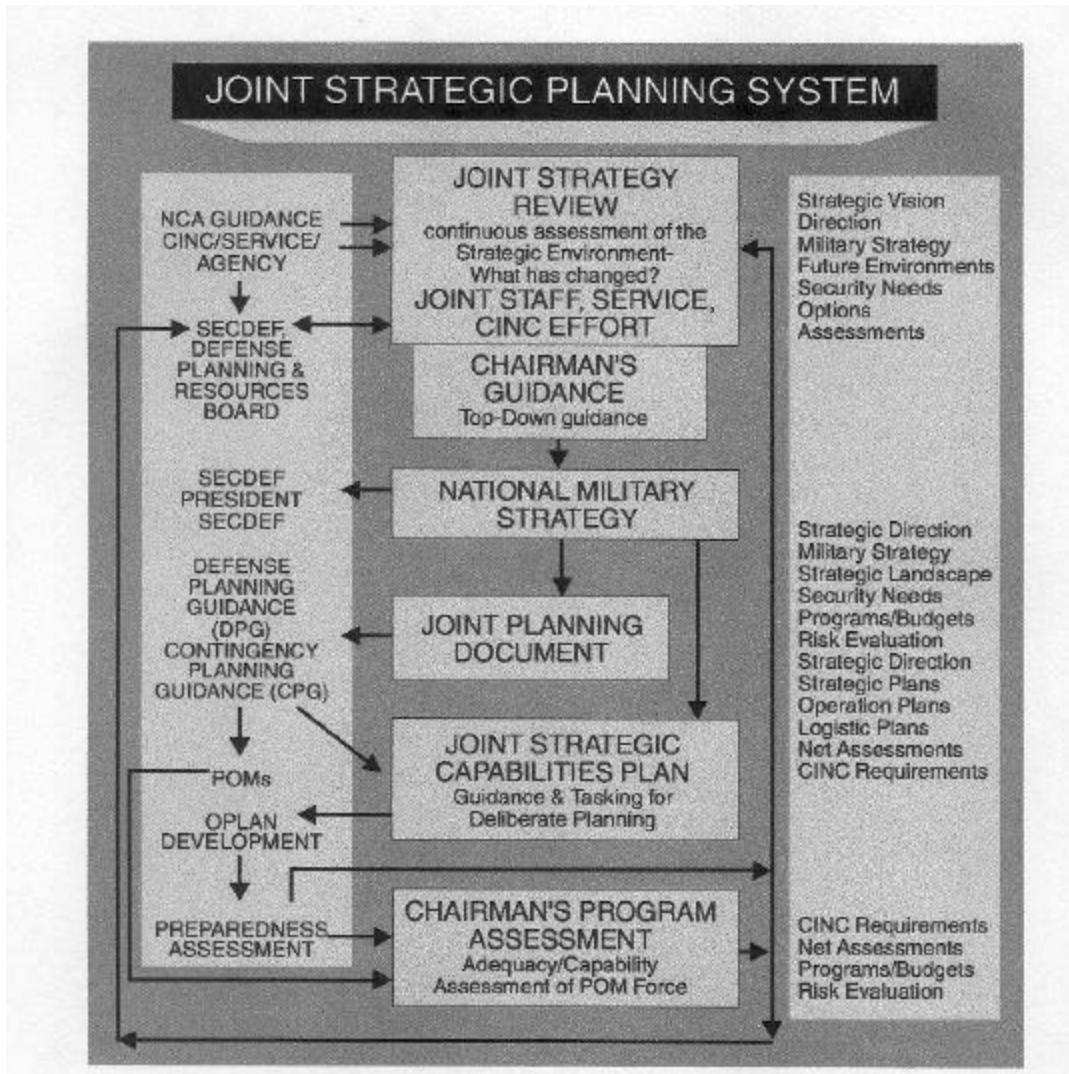 JOINT STRATEGIC PLANNING SYSTEM
NCA GUIDANCE
CINC/SERVICE/
AGENCY
SECDEF,
DEFENSE
PLANNING &
RESOURCES
BOARD
SECDEF
PRESIDENT
SECDEF
DEFENSE
PLANNING
GUIDANCE
(DPG)
CONTINGENCY
PLANNING
GUIDANCE (CPG)
POMs
OPLAN
DEVELOPMENT
PREPAREDNESS
ASSESSMENT
JOINT STRATEGY
REVIEW
continuous assessment of the
Strategic Environment-
What has changed?
JOINT STAFF, SERVICE,
CINC EFFORT
CHAIRMAN'S
GUIDANCE
Top-Down guidance
NATIONAL MILITARY
STRATEGY
JOINT PLANNING
DOCUMENT
JOINT STRATEGIC
CAPABILITIES PLAN
Guidance & Tasking for
Deliberate Planning
CHAIRMAN'S PROGRAM
ASSESSMENT
Adequacy/Capability
Assessment of POM Force
Strategic Vision
Direction
Military Strategy
Future Environments
Security Needs
Options
Assessments
Strategic Direction
Military Strategy
Strategic Landscape
Security Needs
Programs/Budgets
Risk Evaluation
Strategic Direction
Strategic Plans
Operation Plans
Logistic Plans
Net Assessments
CINC Requirements
CINC Requirements
Net Assessments
Programs/Budgets
Risk Evaluation